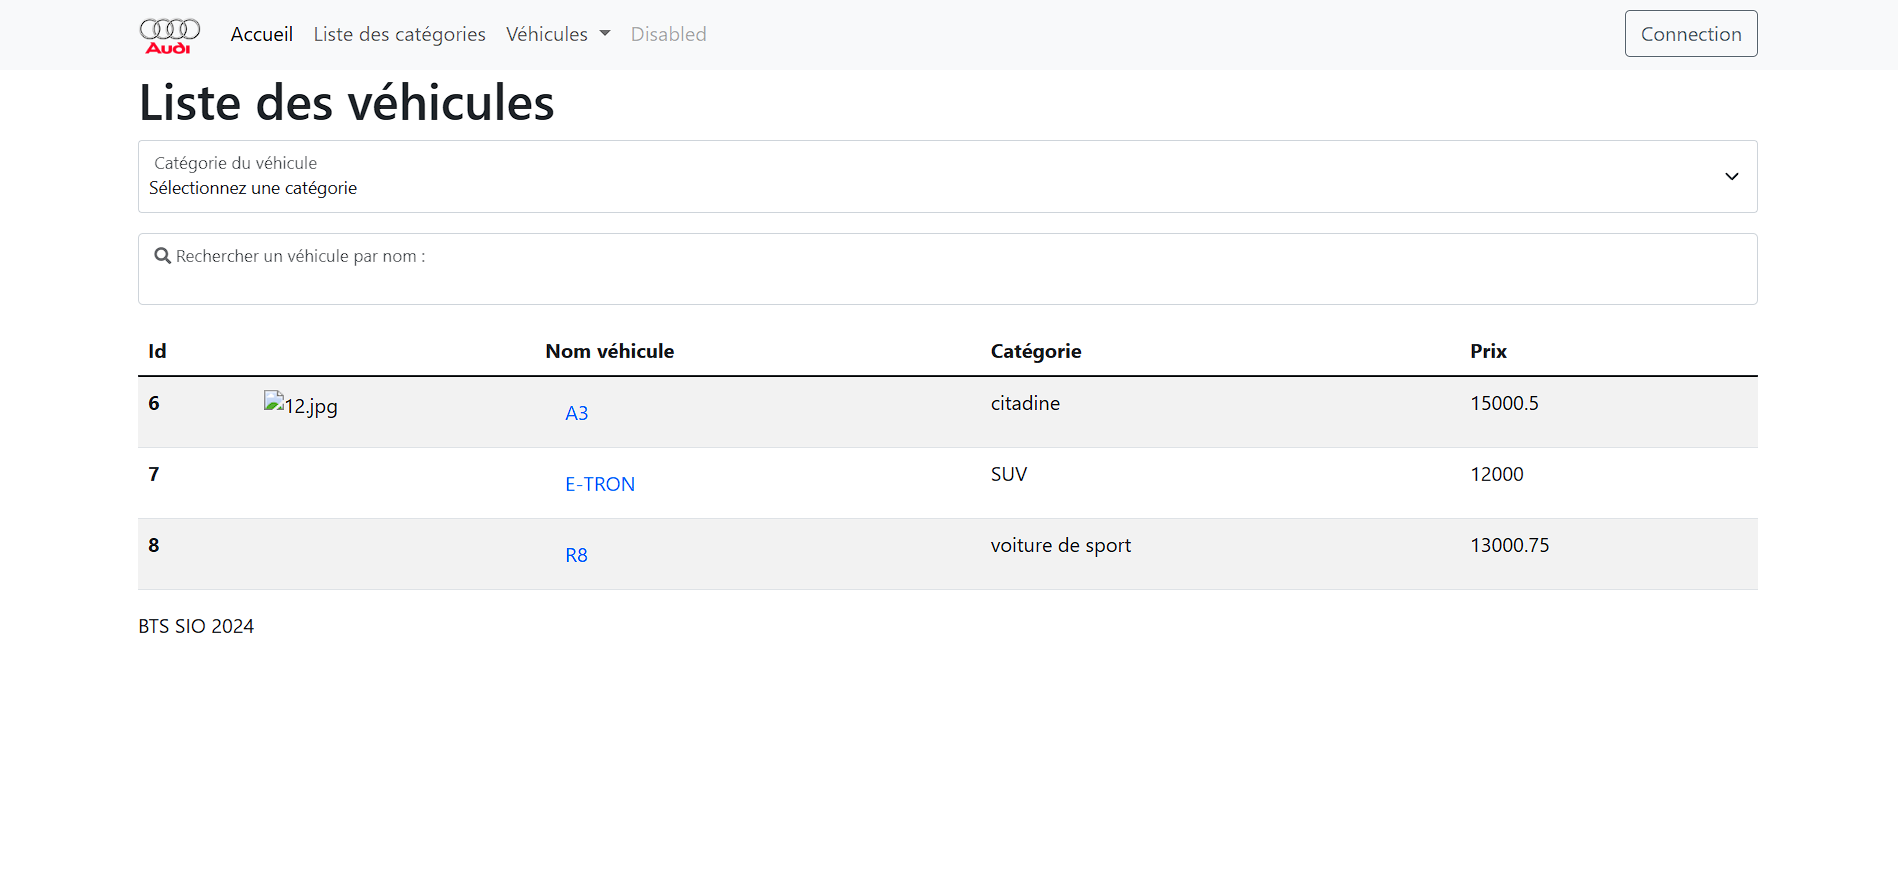 Audi Accueil Liste des catégories Véhicules Disabled Connection
Liste des véhicules
Catégorie du véhicule
Sélectionnez une catégorie
Rechercher un véhicule par nom :
Id Nom véhicule Catégorie Prix
6 12.jpg A3 citadine 15000.5
7 E-TRON SUV 12000
8 R8 voiture de sport 13000.75
BTS SIO 2024